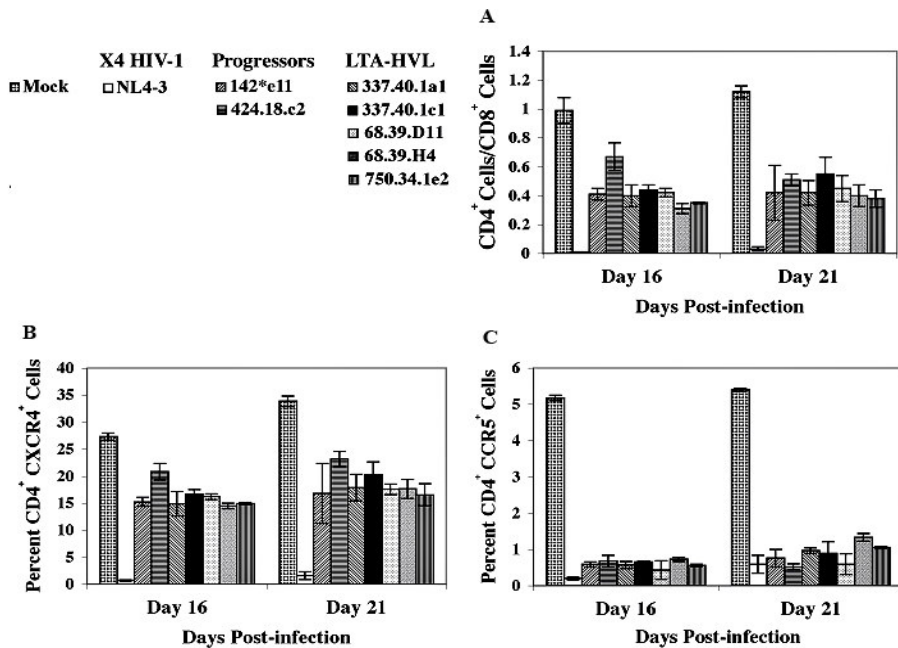 X4 HIV-1 Progressors LTA-HVL
Mock NL4-3 142*e11 337.40.1a1
424.18.c2 337.40.1c1
68.39.D11
68.39.H4
750.34.1e2
A
CD4+ Cells/CD8+ Cells
1.4
1.2
1
0.8
0.6
0.4
0.2
0
Day 16 Day 21
Days Post-infection
B
Percent CD4+ CXCR4+ Cells
40
35
30
25
20
15
10
5
0
Day 16 Day 21
Days Post-infection
C
Percent CD4+ CCR5+ Cells
6
5
4
3
2
1
0
Day 16 Day 21
Days Post-infection